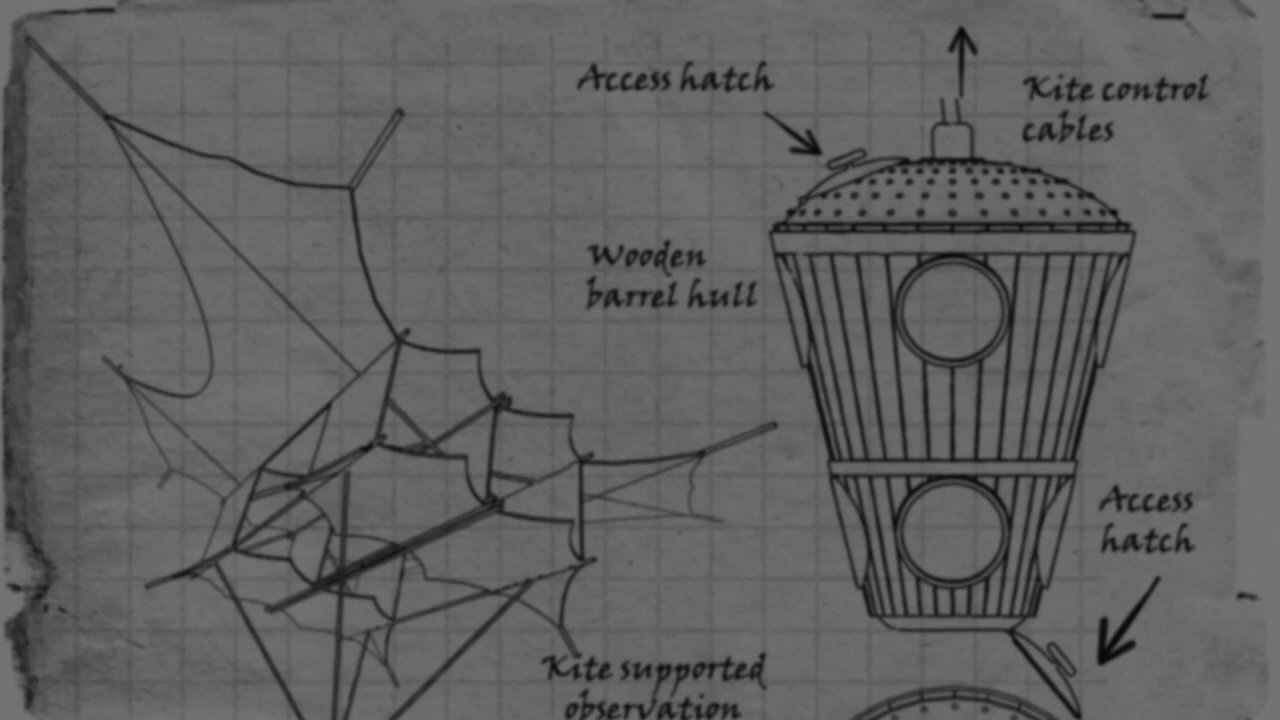 Access hatch
Kite control
cables
Wooden
barrel hull
Access
hatch
Kite supported
observation